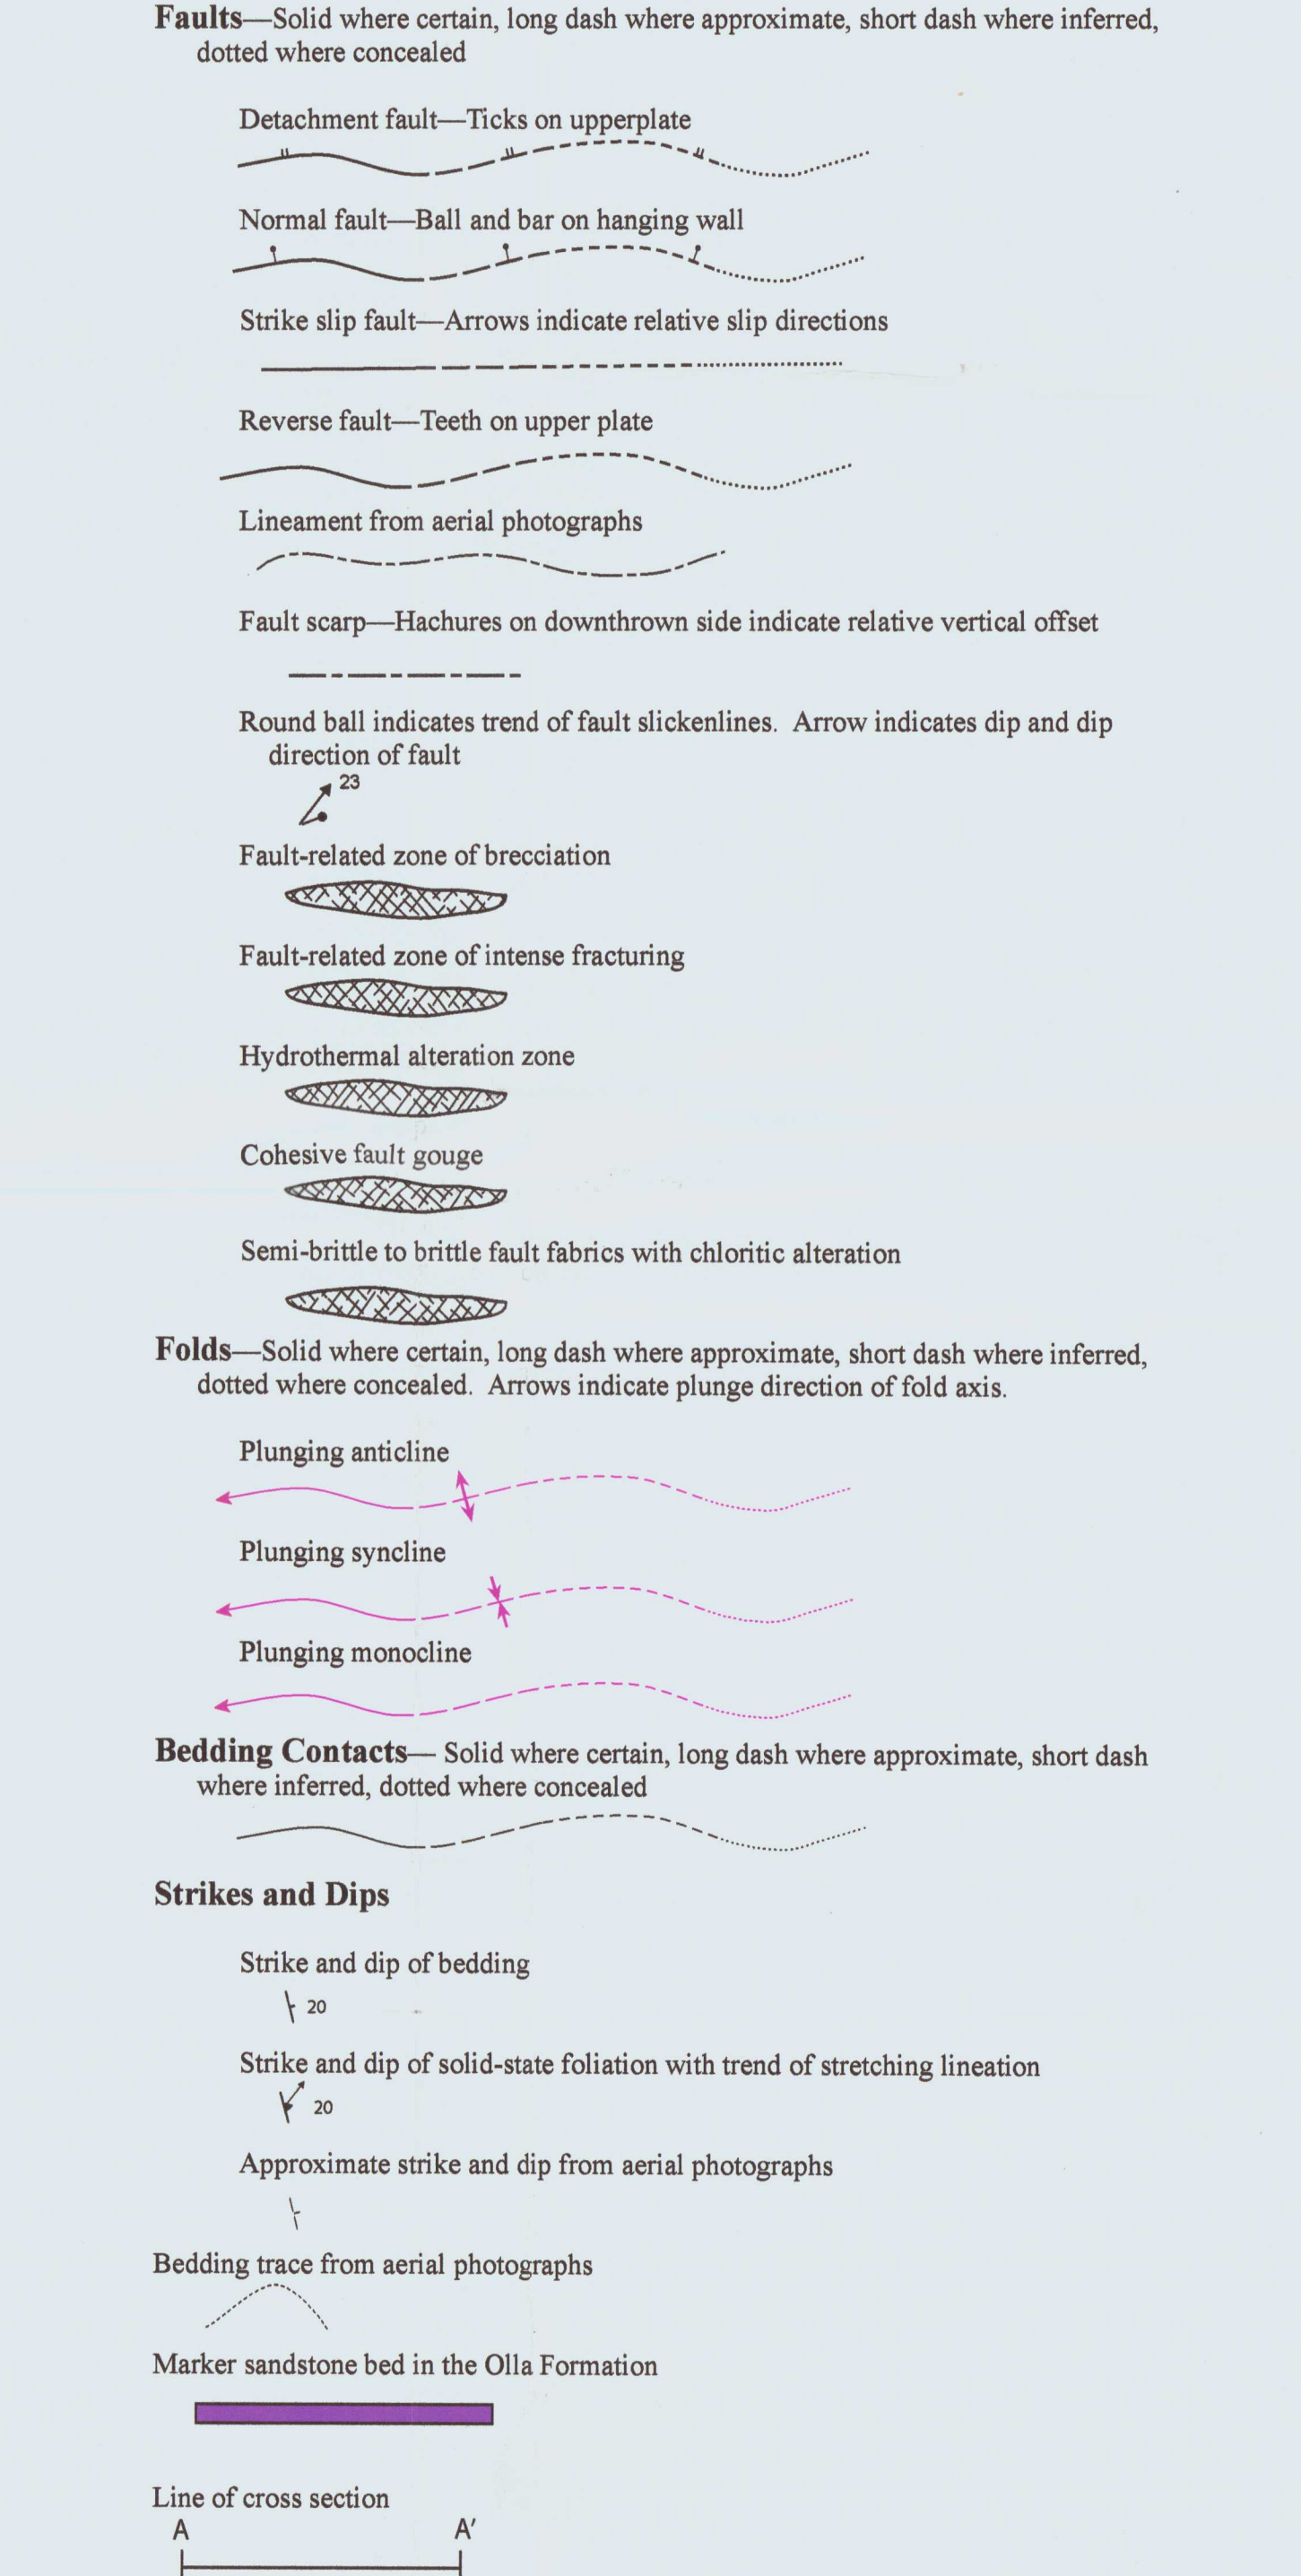 Faults—Solid where certain, long dash where approximate, short dash where inferred,
dotted where concealed
Detachment fault—Ticks on upperplate
Normal fault—Ball and bar on hanging wall
Strike slip fault—Arrows indicate relative slip directions
Reverse fault—Teeth on upper plate
Lineament from aerial photographs
Fault scarp—Hachures on downthrown side indicate relative vertical offset
Round ball indicates trend of fault slickenlines. Arrow indicates dip and dip
direction of fault
23
Fault-related zone of brecciation
Fault-related zone of intense fracturing
Hydrothermal alteration zone
Cohesive fault gouge
Semi-brittle to brittle fault fabrics with chloritic alteration
Folds—Solid where certain, long dash where approximate, short dash where inferred,
dotted where concealed. Arrows indicate plunge direction of fold axis.
Plunging anticline
Plunging syncline
Plunging monocline
Bedding Contacts— Solid where certain, long dash where approximate, short dash
where inferred, dotted where concealed
Strikes and Dips
Strike and dip of bedding
20
Strike and dip of solid-state foliation with trend of stretching lineation
20
Approximate strike and dip from aerial photographs
Bedding trace from aerial photographs
Marker sandstone bed in the Olla Formation
Line of cross section
A A′